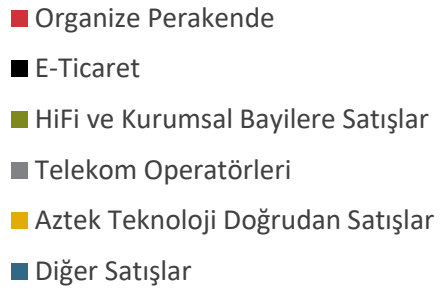 Organize Perakende
E-Ticaret
HiFi ve Kurumsal Bayilere Satışlar
Telekom Operatörleri
Aztek Teknoloji Doğrudan Satışlar
Diğer Satışlar